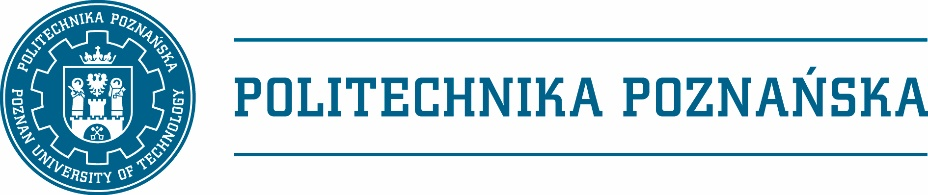 POLITECHNIKA POZNAŃSKA
POZNAN UNIVERSITY OF TECHNOLOGY
POLITECHNIKA POZNAŃSKA